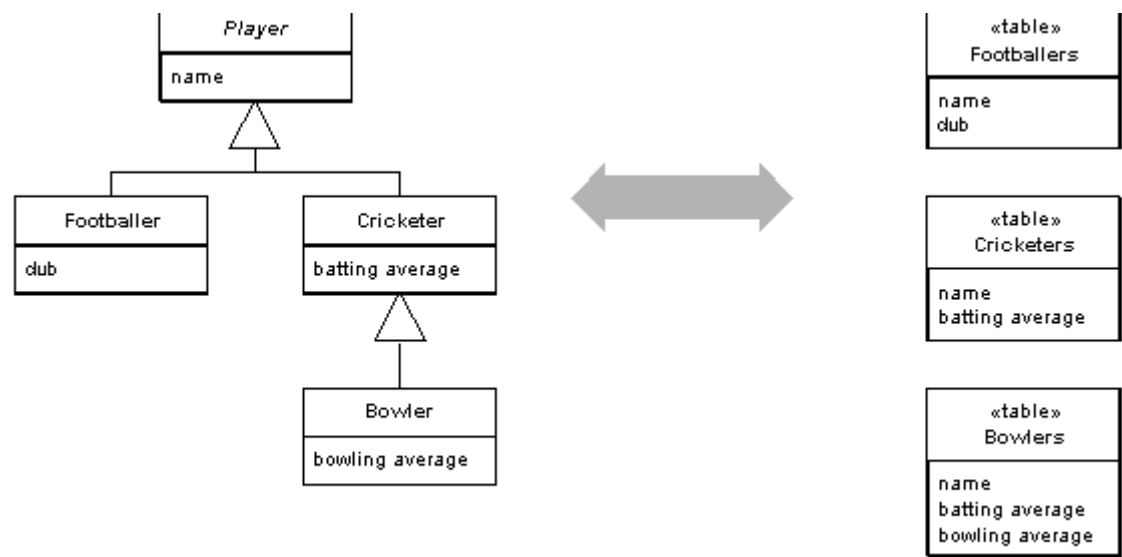 Player
name
Footballer
club
Cricketer
batting average
Bowler
bowling average
«table»
Footballers
name
club
«table»
Cricketers
name
batting average
«table»
Bowlers
name
batting average
bowling average